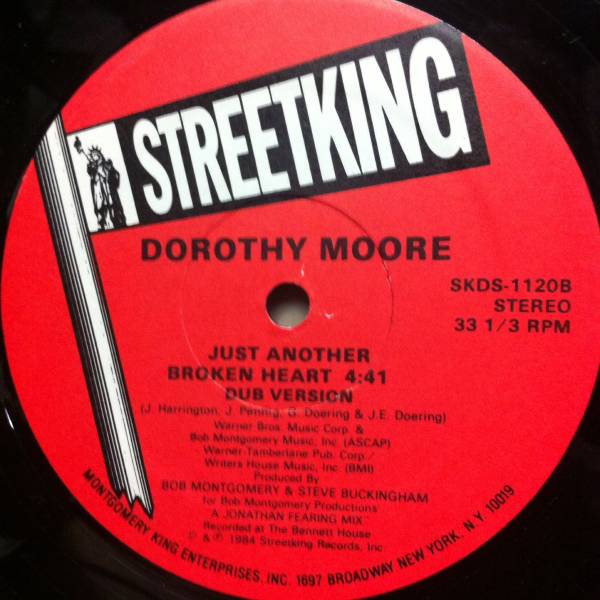 STREETKING
DOROTHY MOORE
SKDS-1120B
STEREO
33 1/3 RPM
JUST ANOTHER
BROKEN HEART 4:41
DUB VERSION
(J. Harrington, J. Pennig, G. Doering & J.E. Doering)
Warner Bros. Music Corp. &
Bob Montgomery Music, Inc. (ASCAP)
Warner-Tamberlane Pub. Corp./
Writers House Music, Inc. (BMI)
Produced By
BOB MONTGOMERY & STEVE BUCKINGHAM
for Bob Montgomery Productions
A JONATHAN FEARING MIX
Recorded at The Bennett House
© & ℗ 1984 Streetking Records, Inc.
MONTGOMERY KING ENTERPRISES, INC. 1697 BROADWAY NEW YORK, N.Y. 10019